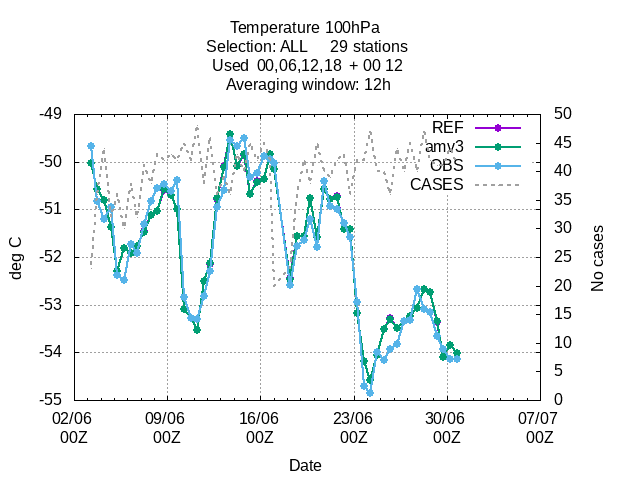 Temperature 100hPa
Selection: ALL 29 stations
Used 00,06,12,18 + 00 12
Averaging window: 12h
-49
-50
-51
-52
-53
-54
-55
deg C
50
45
40
35
30
25
20
15
10
5
0
No cases
REF
amv3
OBS
CASES
02/06 09/06 16/06 23/06 30/06 07/07
00Z 00Z 00Z 00Z 00Z 00Z
Date